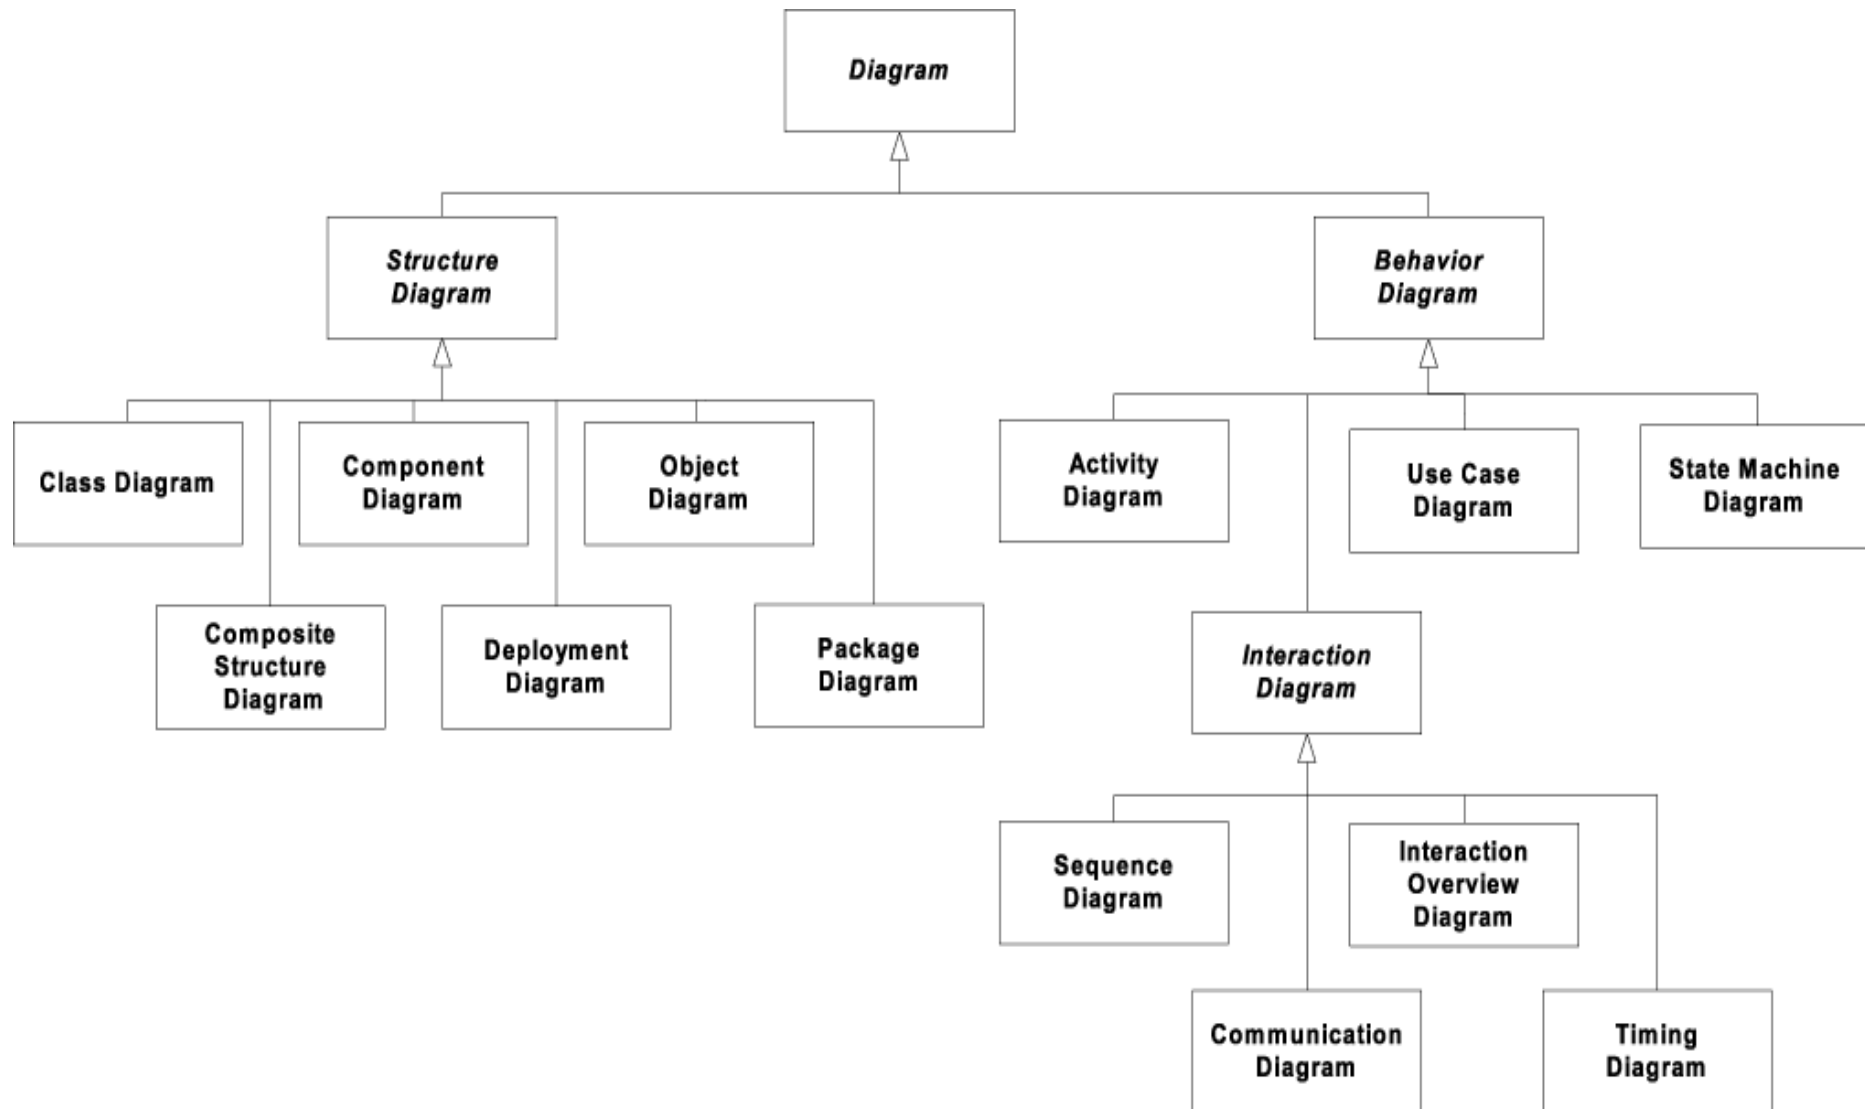 Diagram
Structure
Diagram
Behavior
Diagram
Class Diagram
Component
Diagram
Object
Diagram
Activity
Diagram
Use Case
Diagram
State Machine
Diagram
Composite
Structure
Diagram
Deployment
Diagram
Package
Diagram
Interaction
Diagram
Sequence
Diagram
Interaction
Overview
Diagram
Communication
Diagram
Timing
Diagram